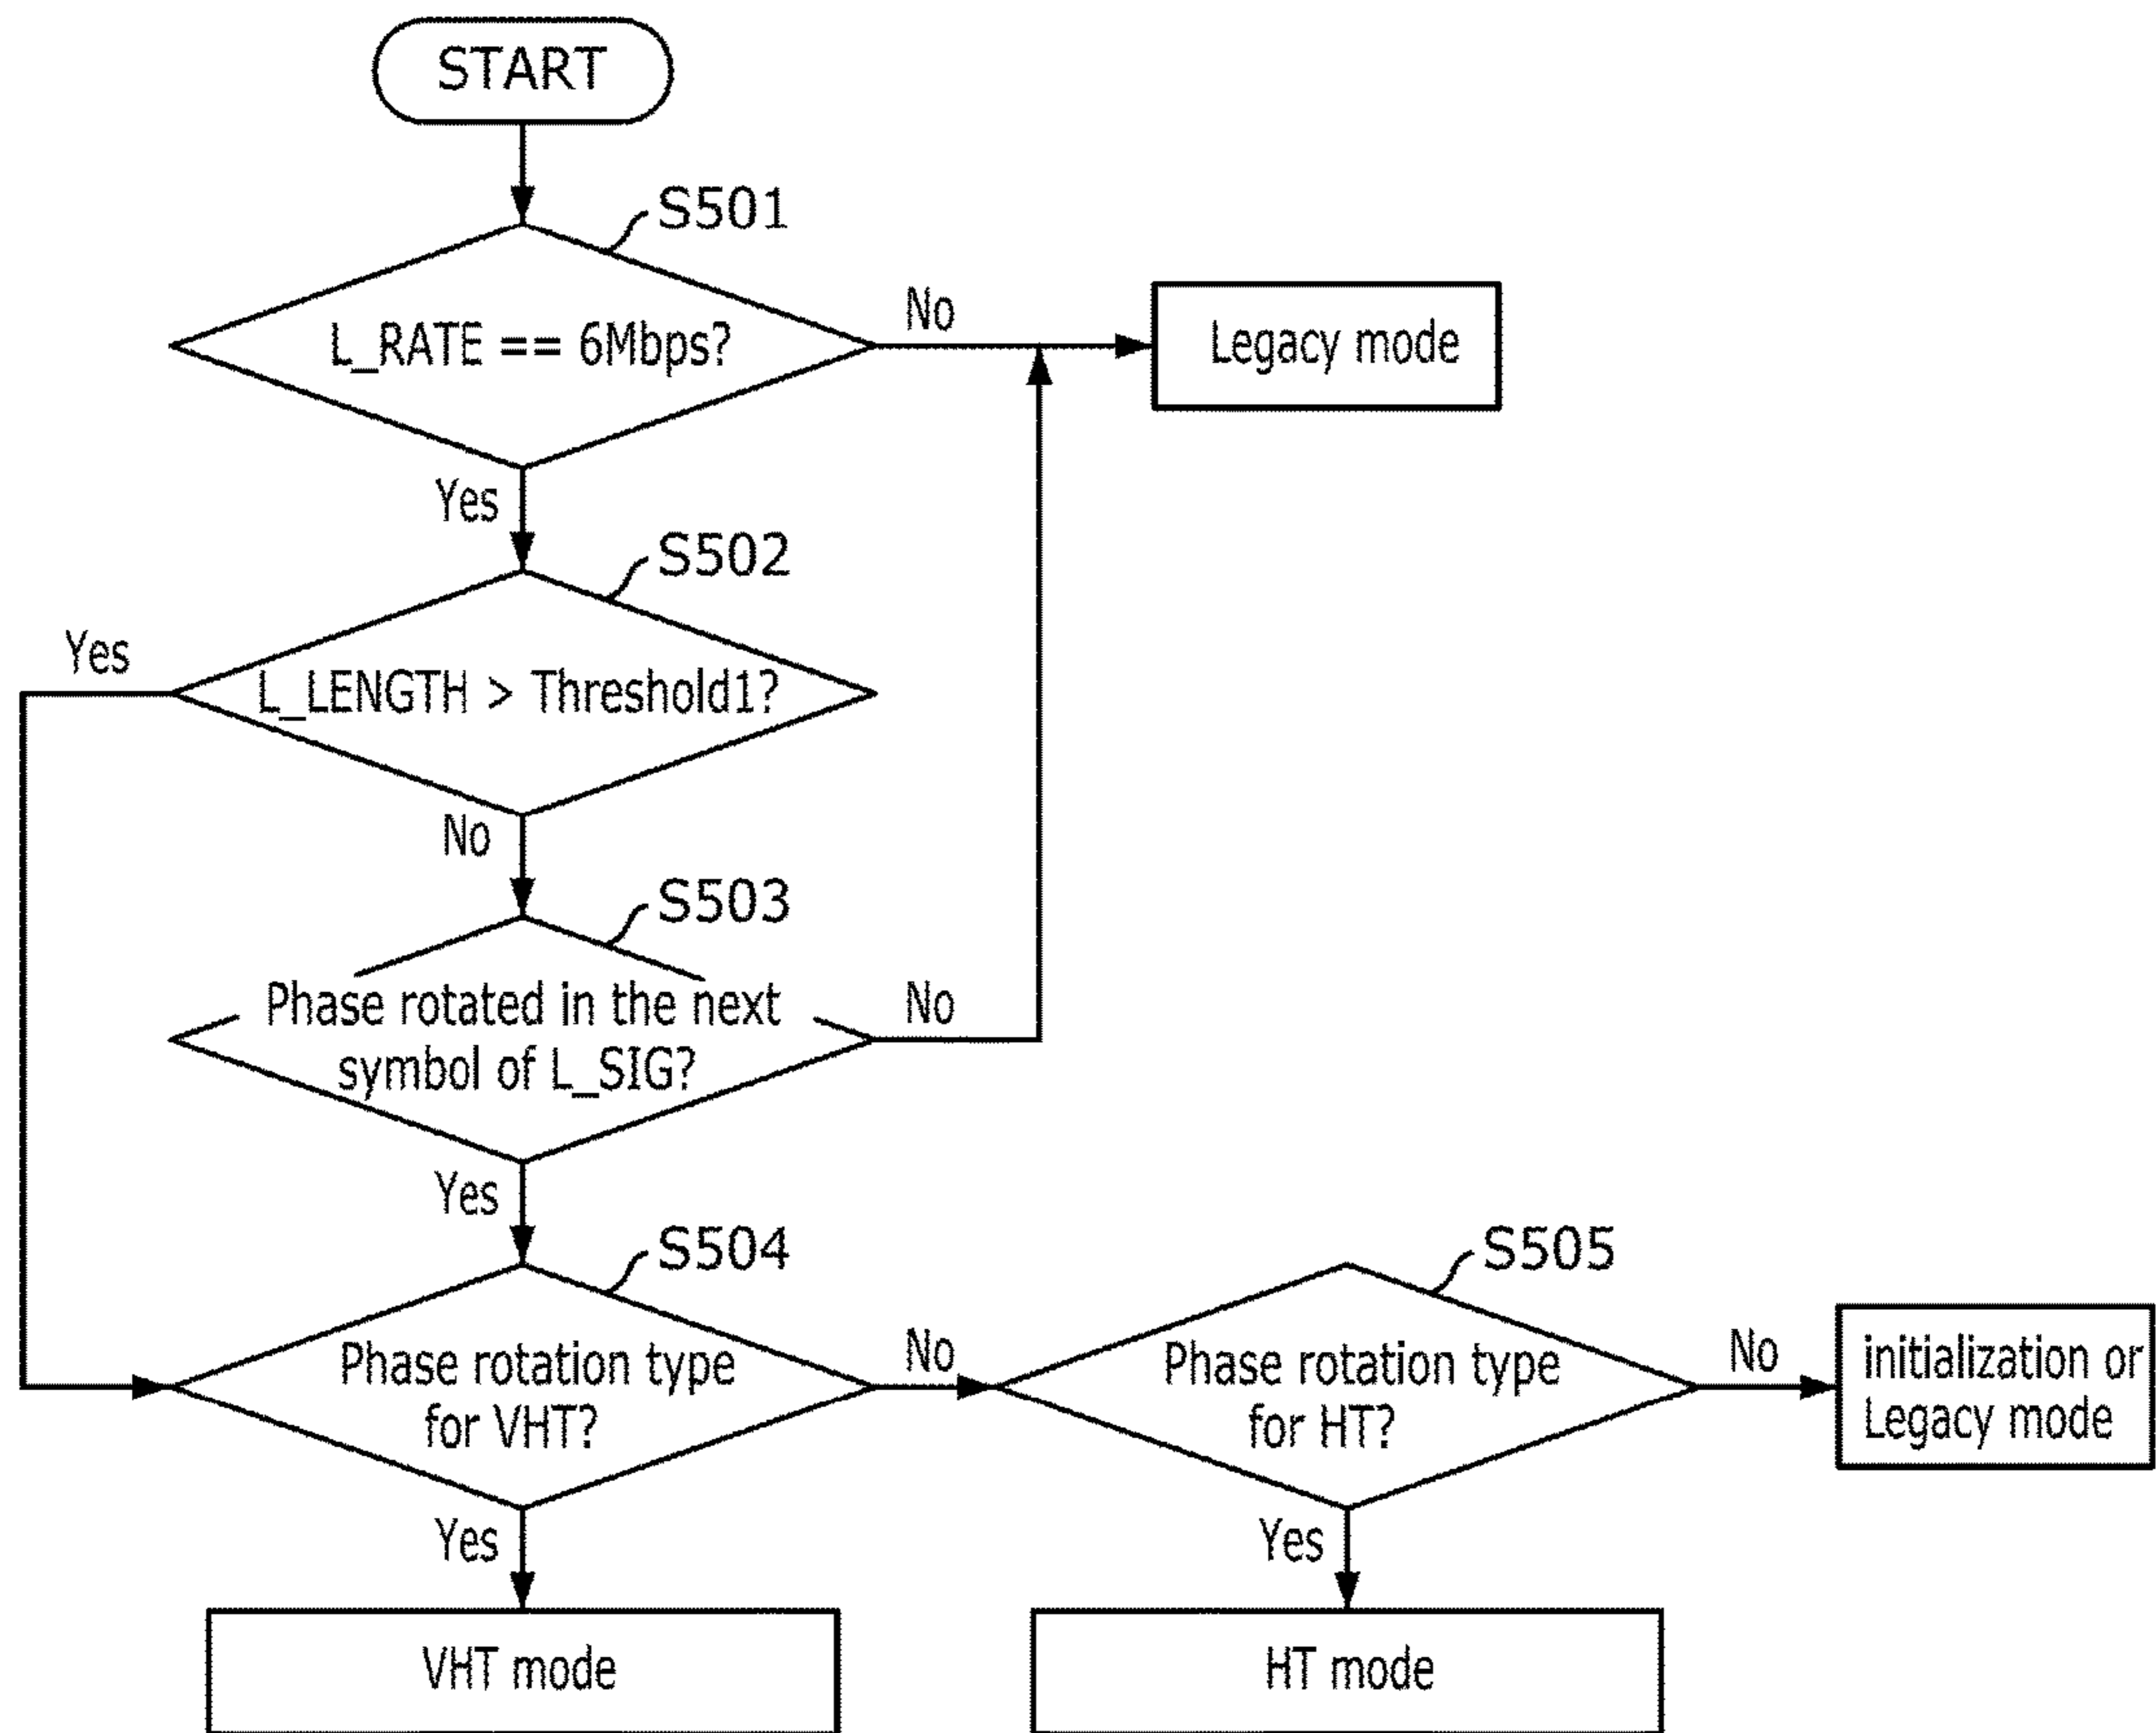 START
S501
L_RATE == 6Mbps?
No
Legacy mode
Yes
S502
Yes
L_LENGTH > Threshold1?
No
S503
Phase rotated in the next
symbol of L_SIG?
No
Yes
S504
Phase rotation type
for VHT?
No
S505
Phase rotation type
for HT?
No
initialization or
Legacy mode
Yes
Yes
VHT mode
HT mode